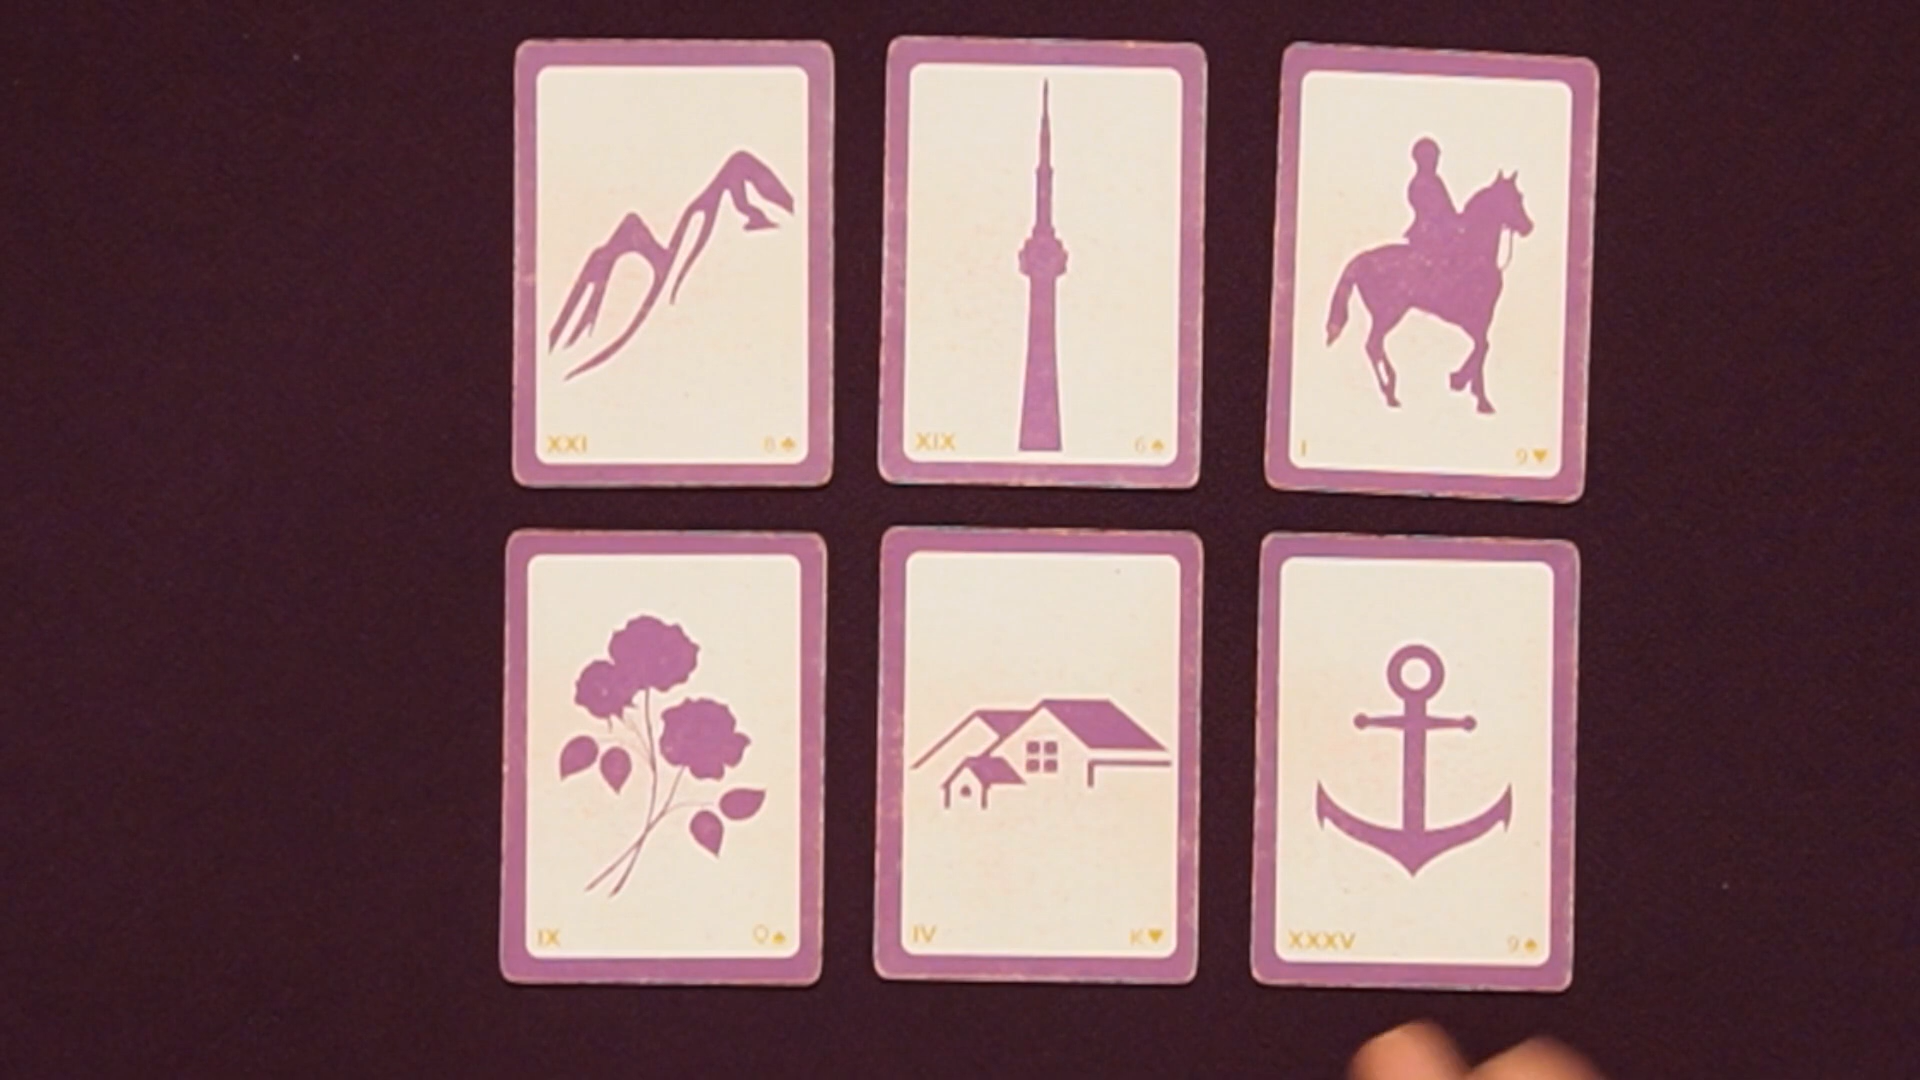 XXI 8♣
XIX 6♠
I 9♥
IX Q♠
IV K♥
XXXV 9♠